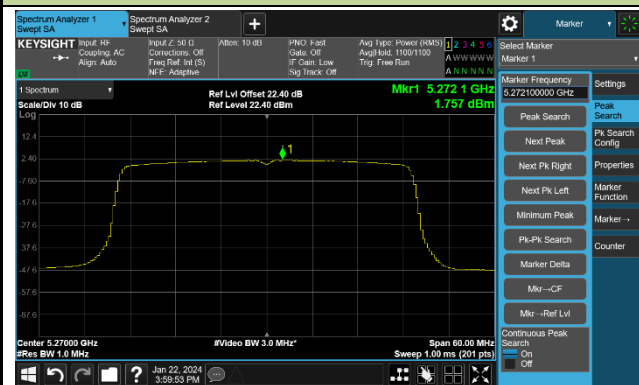 Spectrum Analyzer 1
Swept SA
Spectrum Analyzer 2
Swept SA
+
Marker
KEYSIGHT
Input: RF
Coupling: AC
Align: Auto
Input Z: 50 Ω
Corrections: Off
Freq Ref: Int (S)
NFE: Adaptive
Atten: 10 dB
PNO: Fast
Gate: Off
IF Gain: Low
Sig Track: Off
Avg Type: Power (RMS)
Avg|Hold: 1100/1100
Trig: Free Run
1 2 3 4 5 6
A W W W W W
A N N N N N
LXI
Select Marker
Marker 1
1 Spectrum
Scale/Div 10 dB
Log
Ref Lvl Offset 22.40 dB
Ref Level 22.40 dBm
Mkr1 5.272 1 GHz
1.757 dBm
1
12.4
2.40
-7.60
-17.6
-27.6
-37.6
-47.6
-57.6
-67.6
Center 5.27000 GHz
#Res BW 1.0 MHz
#Video BW 3.0 MHz*
Span 60.00 MHz
Sweep 1.00 ms (201 pts)
Marker Frequency
5.272100000 GHz
Peak Search
Next Peak
Next Pk Right
Next Pk Left
Minimum Peak
Pk-Pk Search
Marker Delta
Mkr→CF
Mkr→Ref Lvl
Continuous Peak
Search
On
Off
Settings
Peak
Search
Pk Search
Config
Properties
Marker
Function
Marker→
Counter
?
Jan 22, 2024
3:59:53 PM